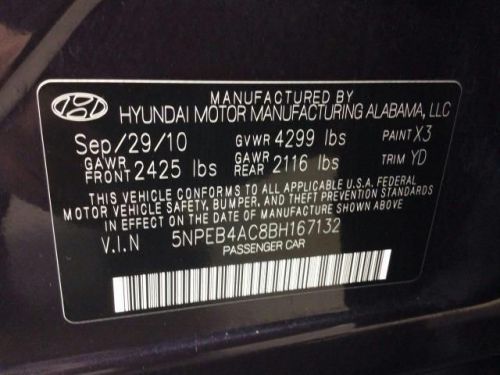 MANUFACTURED BY
HYUNDAI MOTOR MANUFACTURING ALABAMA, LLC
Sep/29/10 GVWR 4299 lbs PAINT X3
GAWR FRONT 2425 lbs GAWR REAR 2116 lbs TRIM YD
THIS VEHICLE CONFORMS TO ALL APPLICABLE U.S.A. FEDERAL
MOTOR VEHICLE SAFETY, BUMPER, AND THEFT PREVENTION STANDARDS
IN EFFECT ON THE DATE OF MANUFACTURE SHOWN ABOVE
V.I.N 5NPEB4AC8BH167132
PASSENGER CAR